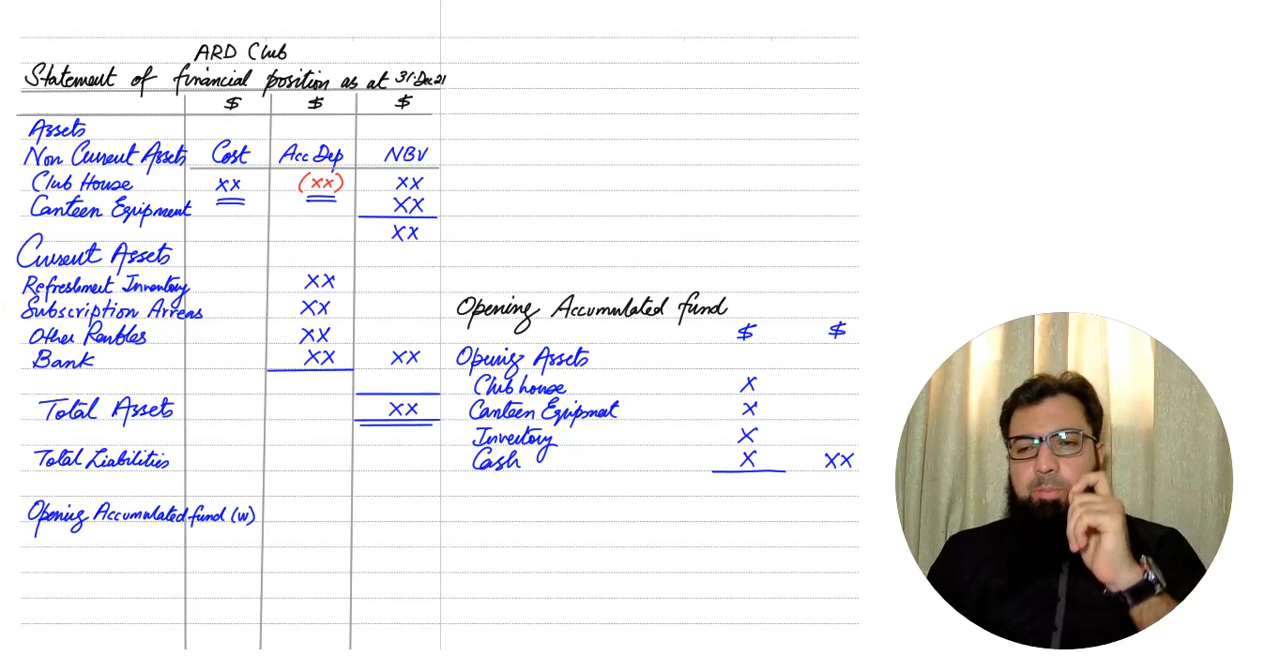 ARD Club
Statement of financial position as at 31·Dec 21
$ $ $
Assets
Non Current Assets Cost Acc Dep NBV
Club House XX (XX) XX
Canteen Equipment XX
XX
Current Assets
Refreshment Inventory XX
Subscription Arreas XX
Other Renbles XX
Bank XX XX
Total Assets XX
Total Liabilities
Opening Accumulated fund (W)
Opening Accumulated fund
$ $
Opening Assets
Club house X
Canteen Equipment X
Inventory X
Cash X XX